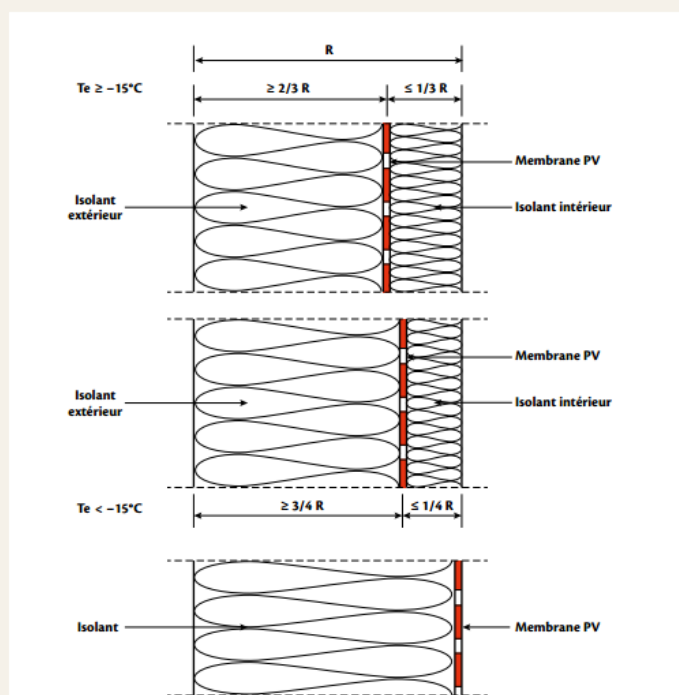 R
Te ≥ −15°C
≥ 2/3 R
≤ 1/3 R
Membrane PV
Isolant
extérieur
Isolant intérieur
Membrane PV
Isolant
extérieur
Isolant intérieur
Te < −15°C
≥ 3/4 R
≤ 1/4 R
Isolant
Membrane PV